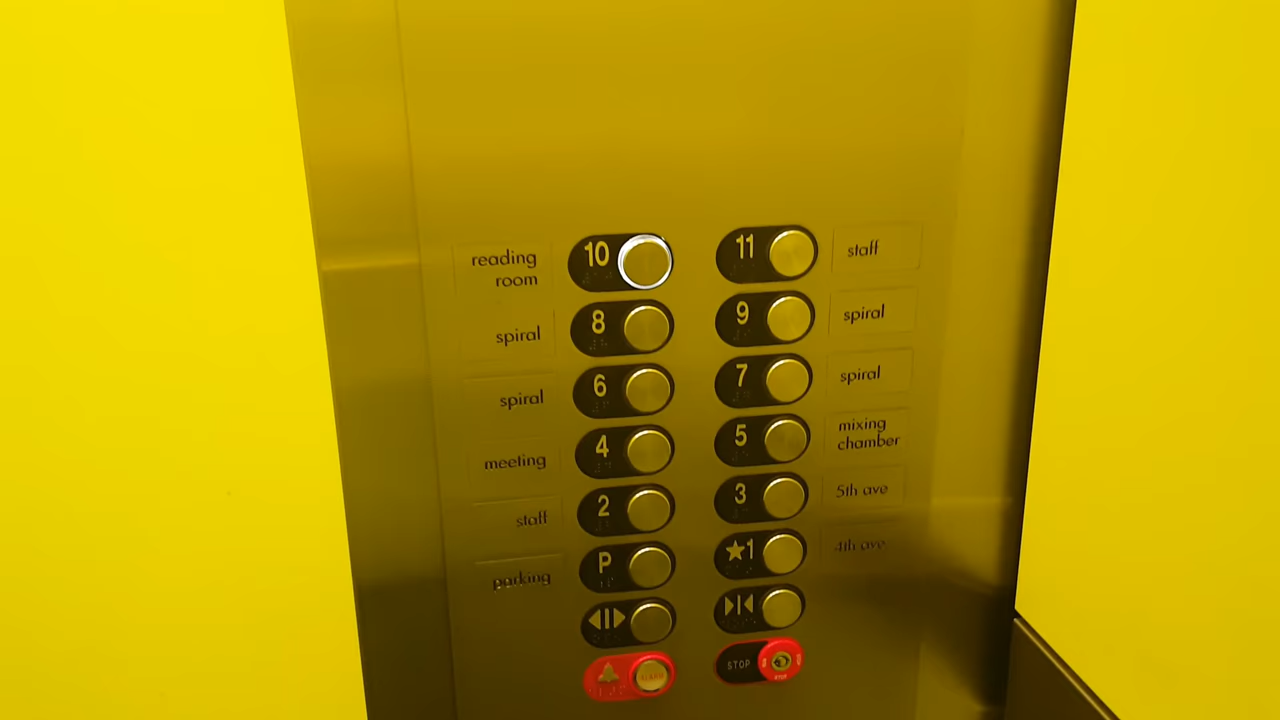 reading
room
10
11
staff
spiral
8
9
spiral
spiral
6
7
spiral
meeting
4
5
mixing
chamber
staff
2
3
5th ave
parking
P
★1
4th ave
STOP